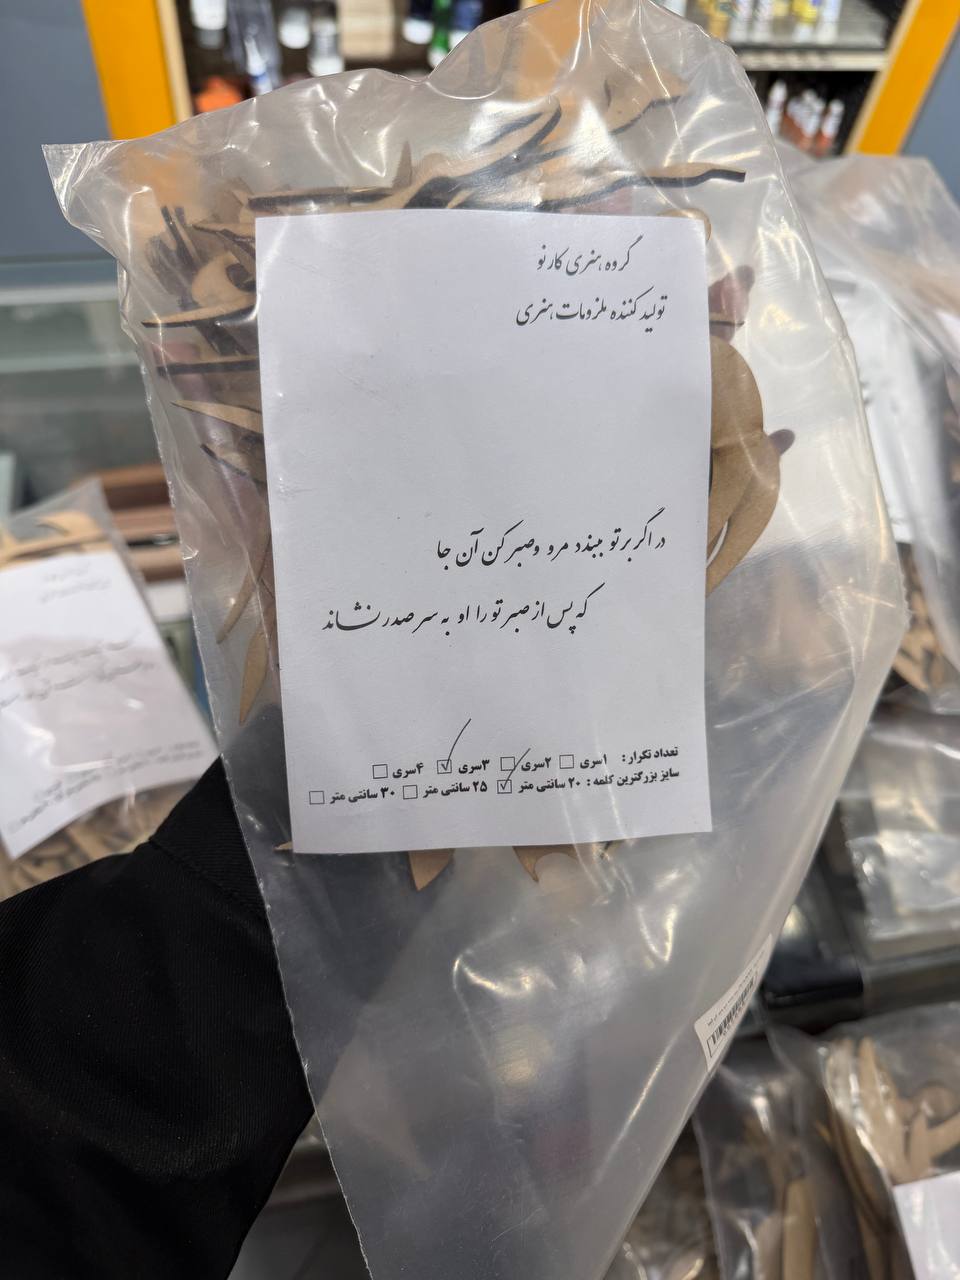 گروه هنری کارنو
تولید کننده ملزومات هنری
در اگر بر تو ببندد مرو و صبر کن آن جا
که پس از صبر تو را او به سر صدر نشاند
تعداد تکرار: ۱سری ☐ ۲سری ☐ ۳سری ☑ ۴سری ☐
سایز بزرگترین کلمه : ۲۰ سانتی متر ☑ ۲۵ سانتی متر ☐ ۳۰ سانتی متر ☐